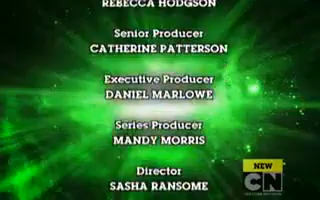 REBECCA HODGSON
Senior Producer
CATHERINE PATTERSON
Executive Producer
DANIEL MARLOWE
Series Producer
MANDY MORRIS
Director
SASHA RANSOME
NEW
CN